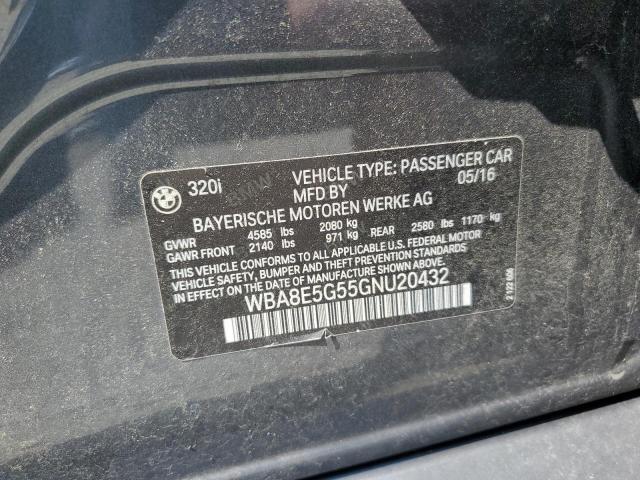 BMW 320i VEHICLE TYPE: PASSENGER CAR
MFD BY 05/16
BAYERISCHE MOTOREN WERKE AG
GVWR 4585 lbs 2080 kg
GAWR FRONT 2140 lbs 971 kg REAR 2580 lbs 1170 kg
THIS VEHICLE CONFORMS TO ALL APPLICABLE U.S. FEDERAL MOTOR
VEHICLE SAFETY, BUMPER AND THEFT PREVENTION STANDARDS
IN EFFECT ON THE DATE OF MANUFACTURE SHOWN ABOVE.
WBA8E5G55GNU20432